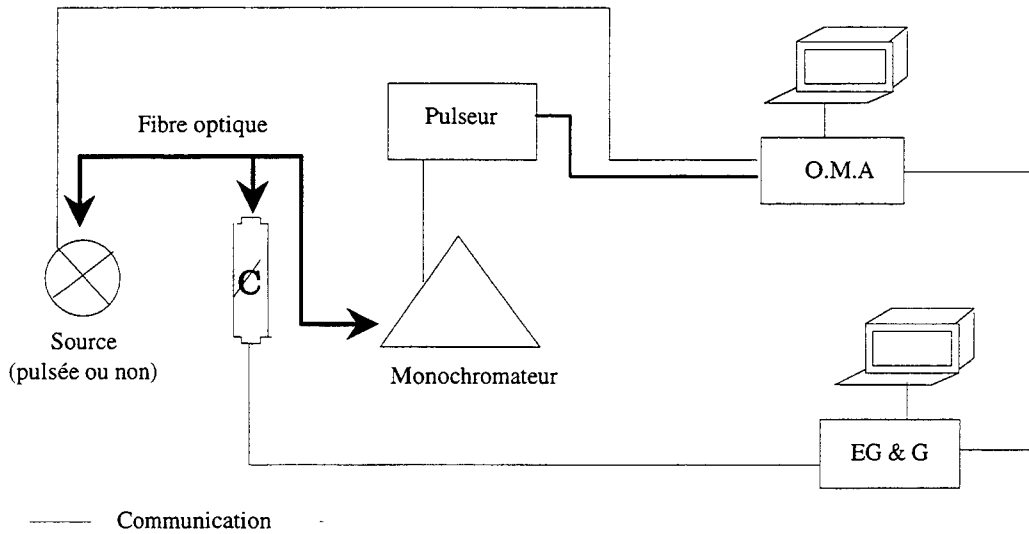 Fibre optique
Pulseur
O.M.A
C
Source
(pulsée ou non)
Monochromateur
EG & G
Communication